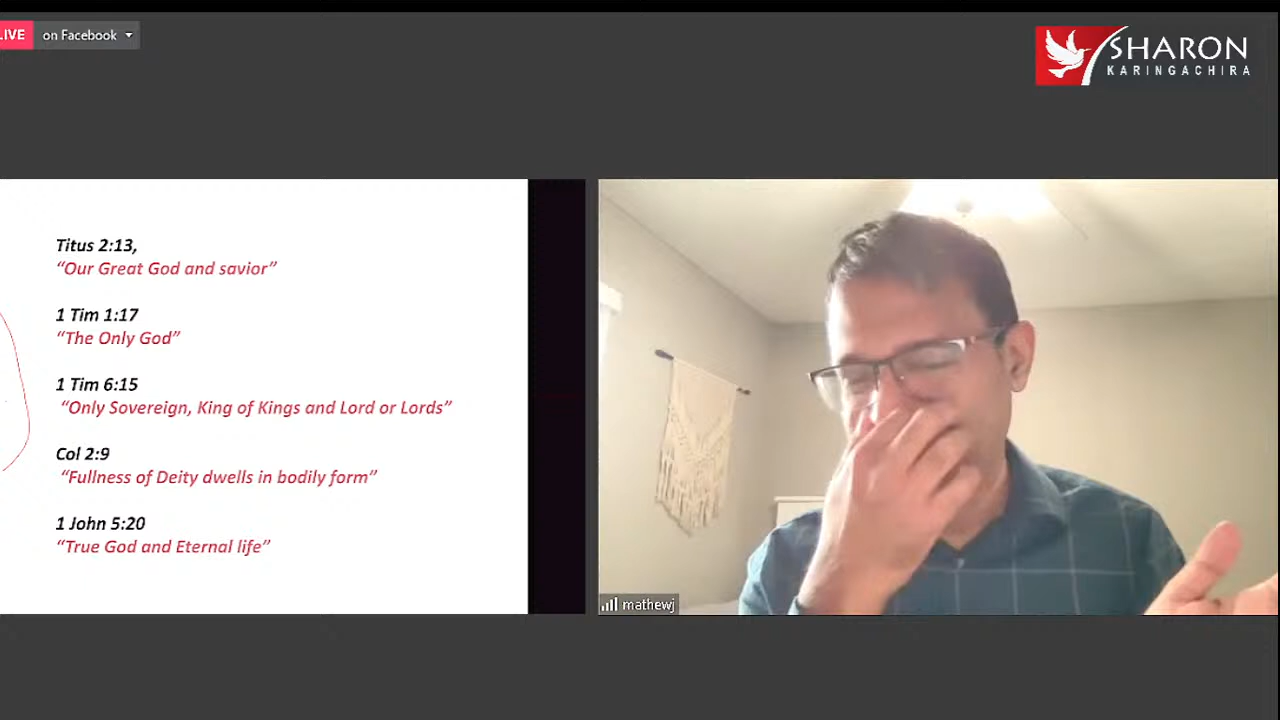 LIVE on Facebook
SHARON
KARINGACHIRA
Titus 2:13,
“Our Great God and savior”
1 Tim 1:17
“The Only God”
1 Tim 6:15
“Only Sovereign, King of Kings and Lord or Lords”
Col 2:9
“Fullness of Deity dwells in bodily form”
1 John 5:20
“True God and Eternal life”
mathewj